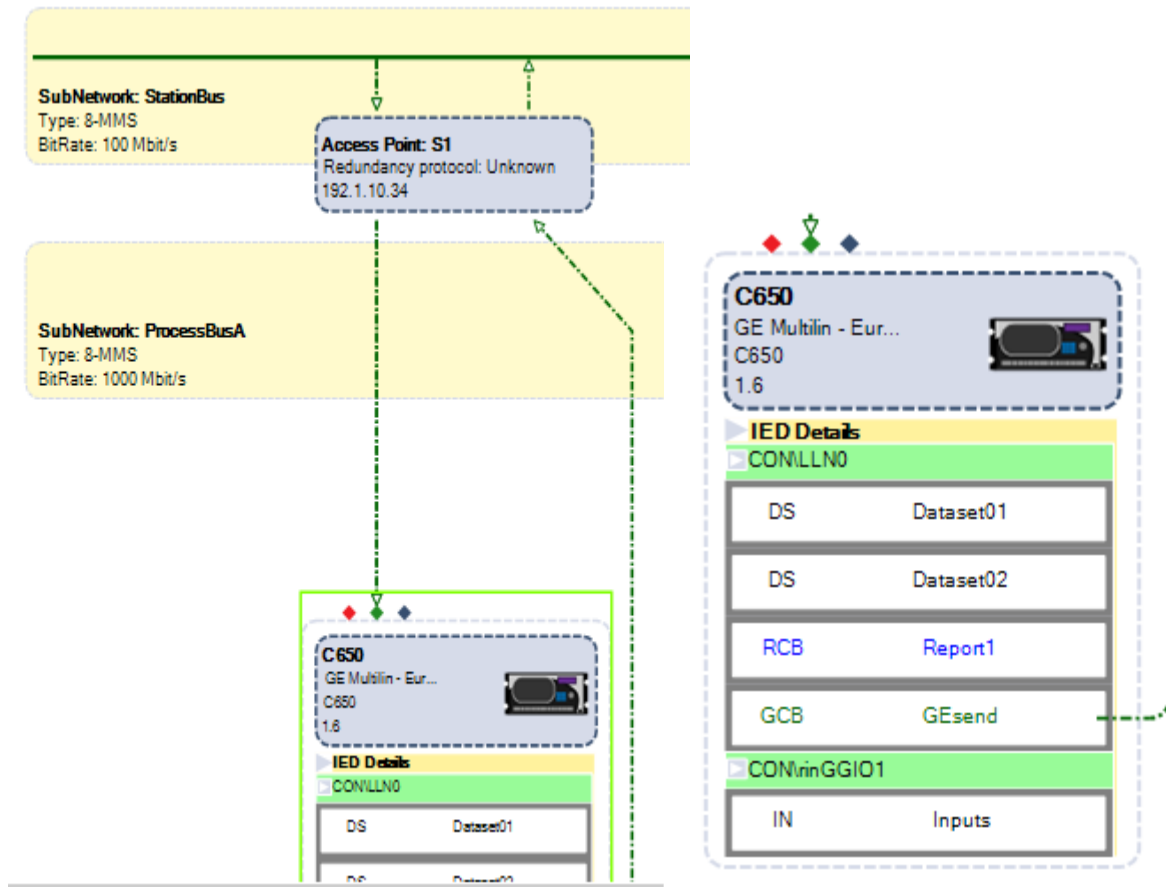 SubNetwork: StationBus
Type: 8-MMS
BitRate: 100 Mbit/s
Access Point: S1
Redundancy protocol: Unknown
192.1.10.34
SubNetwork: ProcessBusA
Type: 8-MMS
BitRate: 1000 Mbit/s
C650
GE Multilin - Eur...
C650
1.6
IED Details
CON\LLN0
DS Dataset01
DS Dataset02
C650
GE Multilin - Eur...
C650
1.6
IED Details
CON\LLN0
DS Dataset01
DS Dataset02
RCB Report1
GCB GEsend
CON\rinGGIO1
IN Inputs